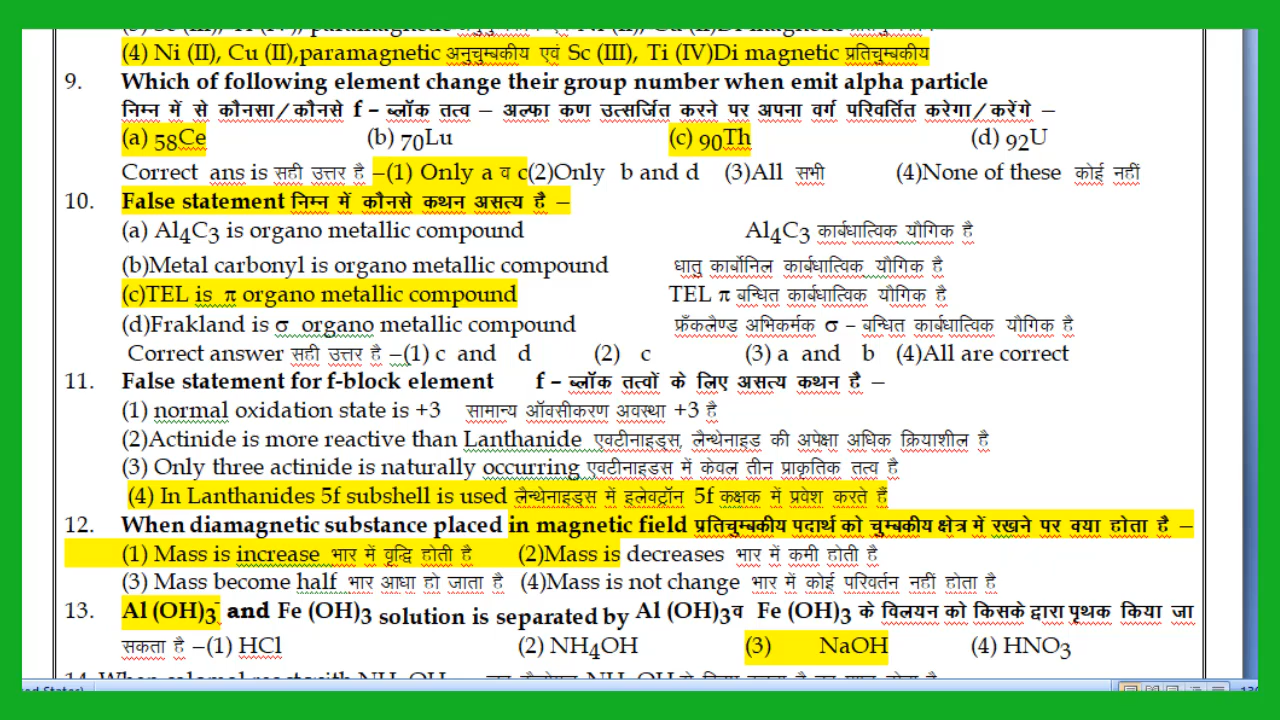 (4) Ni (II), Cu (II),paramagnetic अनुचुम्बकीय एवं Sc (III), Ti (IV)Di magnetic प्रतिचुम्बकीय
9. Which of following element change their group number when emit alpha particle
निम्न में से कौनसा/कौनसे f – ब्लॉक तत्व – अल्फा कण उत्सर्जित करने पर अपना वर्ग परिवर्तित करेगा/करेंगे –
(a) 58Ce (b) 70Lu (c) 90Th (d) 92U
Correct ans is सही उत्तर है –(1) Only a व c(2)Only b and d (3)All सभी (4)None of these कोई नहीं
10. False statement निम्न में कौनसे कथन असत्य है –
(a) Al4C3 is organo metallic compound Al4C3 कार्बधात्विक यौगिक है
(b)Metal carbonyl is organo metallic compound धातु कार्बोनिल कार्बधात्विक यौगिक है
(c)TEL is π organo metallic compound TEL π बन्धित कार्बधात्विक यौगिक है
(d)Frakland is σ organo metallic compound फ्रैंकलैण्ड अभिकर्मक σ – बन्धित कार्बधात्विक यौगिक है
Correct answer सही उत्तर है –(1) c and d (2) c (3) a and b (4)All are correct
11. False statement for f-block element f – ब्लॉक तत्वों के लिए असत्य कथन है –
(1) normal oxidation state is +3 सामान्य ऑक्सीकरण अवस्था +3 है
(2)Actinide is more reactive than Lanthanide एक्टीनाइड्स, लैन्थेनाइड की अपेक्षा अधिक क्रियाशील है
(3) Only three actinide is naturally occurring एक्टीनाइडस में केवल तीन प्राकृतिक तत्व है
(4) In Lanthanides 5f subshell is used लैन्थेनाइड्स में इलेक्ट्रॉन 5f कक्षक में प्रवेश करते हैं
12. When diamagnetic substance placed in magnetic field प्रतिचुम्बकीय पदार्थ को चुम्बकीय क्षेत्र में रखने पर क्या होता है –
(1) Mass is increase भार में वृद्धि होती है (2)Mass is decreases भार में कमी होती है
(3) Mass become half भार आधा हो जाता है (4)Mass is not change भार में कोई परिवर्तन नहीं होता है
13. Al (OH)3 and Fe (OH)3 solution is separated by Al (OH)3व Fe (OH)3 के विलयन को किसके द्वारा पृथक किया जा
सकता है –(1) HCl (2) NH4OH (3) NaOH (4) HNO3